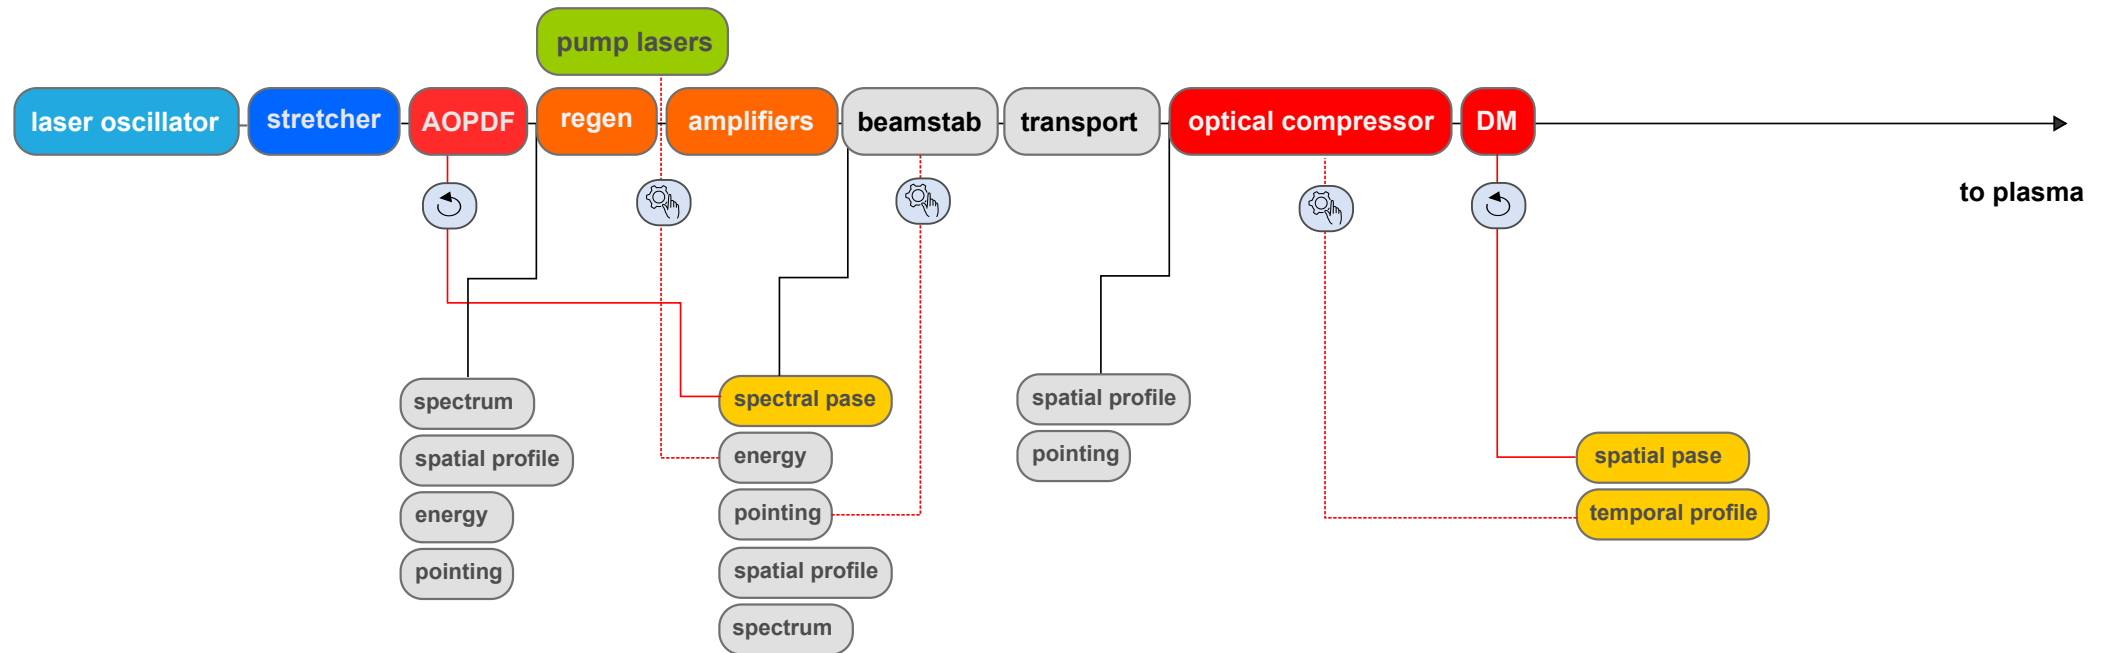 pump lasers
laser oscillator
stretcher
AOPDF
regen
amplifiers
beamstab
transport
optical compressor
DM
to plasma
spectrum
spatial profile
energy
pointing
spectral pase
energy
pointing
spatial profile
spectrum
spatial profile
pointing
spatial pase
temporal profile